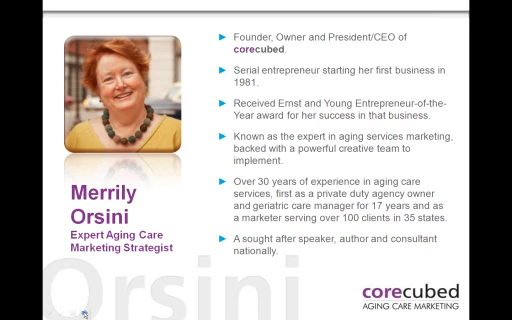 Founder, Owner and President/CEO of
corecubed.
Serial entrepreneur starting her first business in
1981.
Received Ernst and Young Entrepreneur-of-the-
Year award for her success in that business.
Known as the expert in aging services marketing,
backed with a powerful creative team to
implement.
Over 30 years of experience in aging care
services, first as a private duty agency owner
and geriatric care manager for 17 years and as
a marketer serving over 100 clients in 35 states.
A sought after speaker, author and consultant
nationally.
Merrily
Orsini
Expert Aging Care
Marketing Strategist
Orsini
corecubed
AGING CARE MARKETING